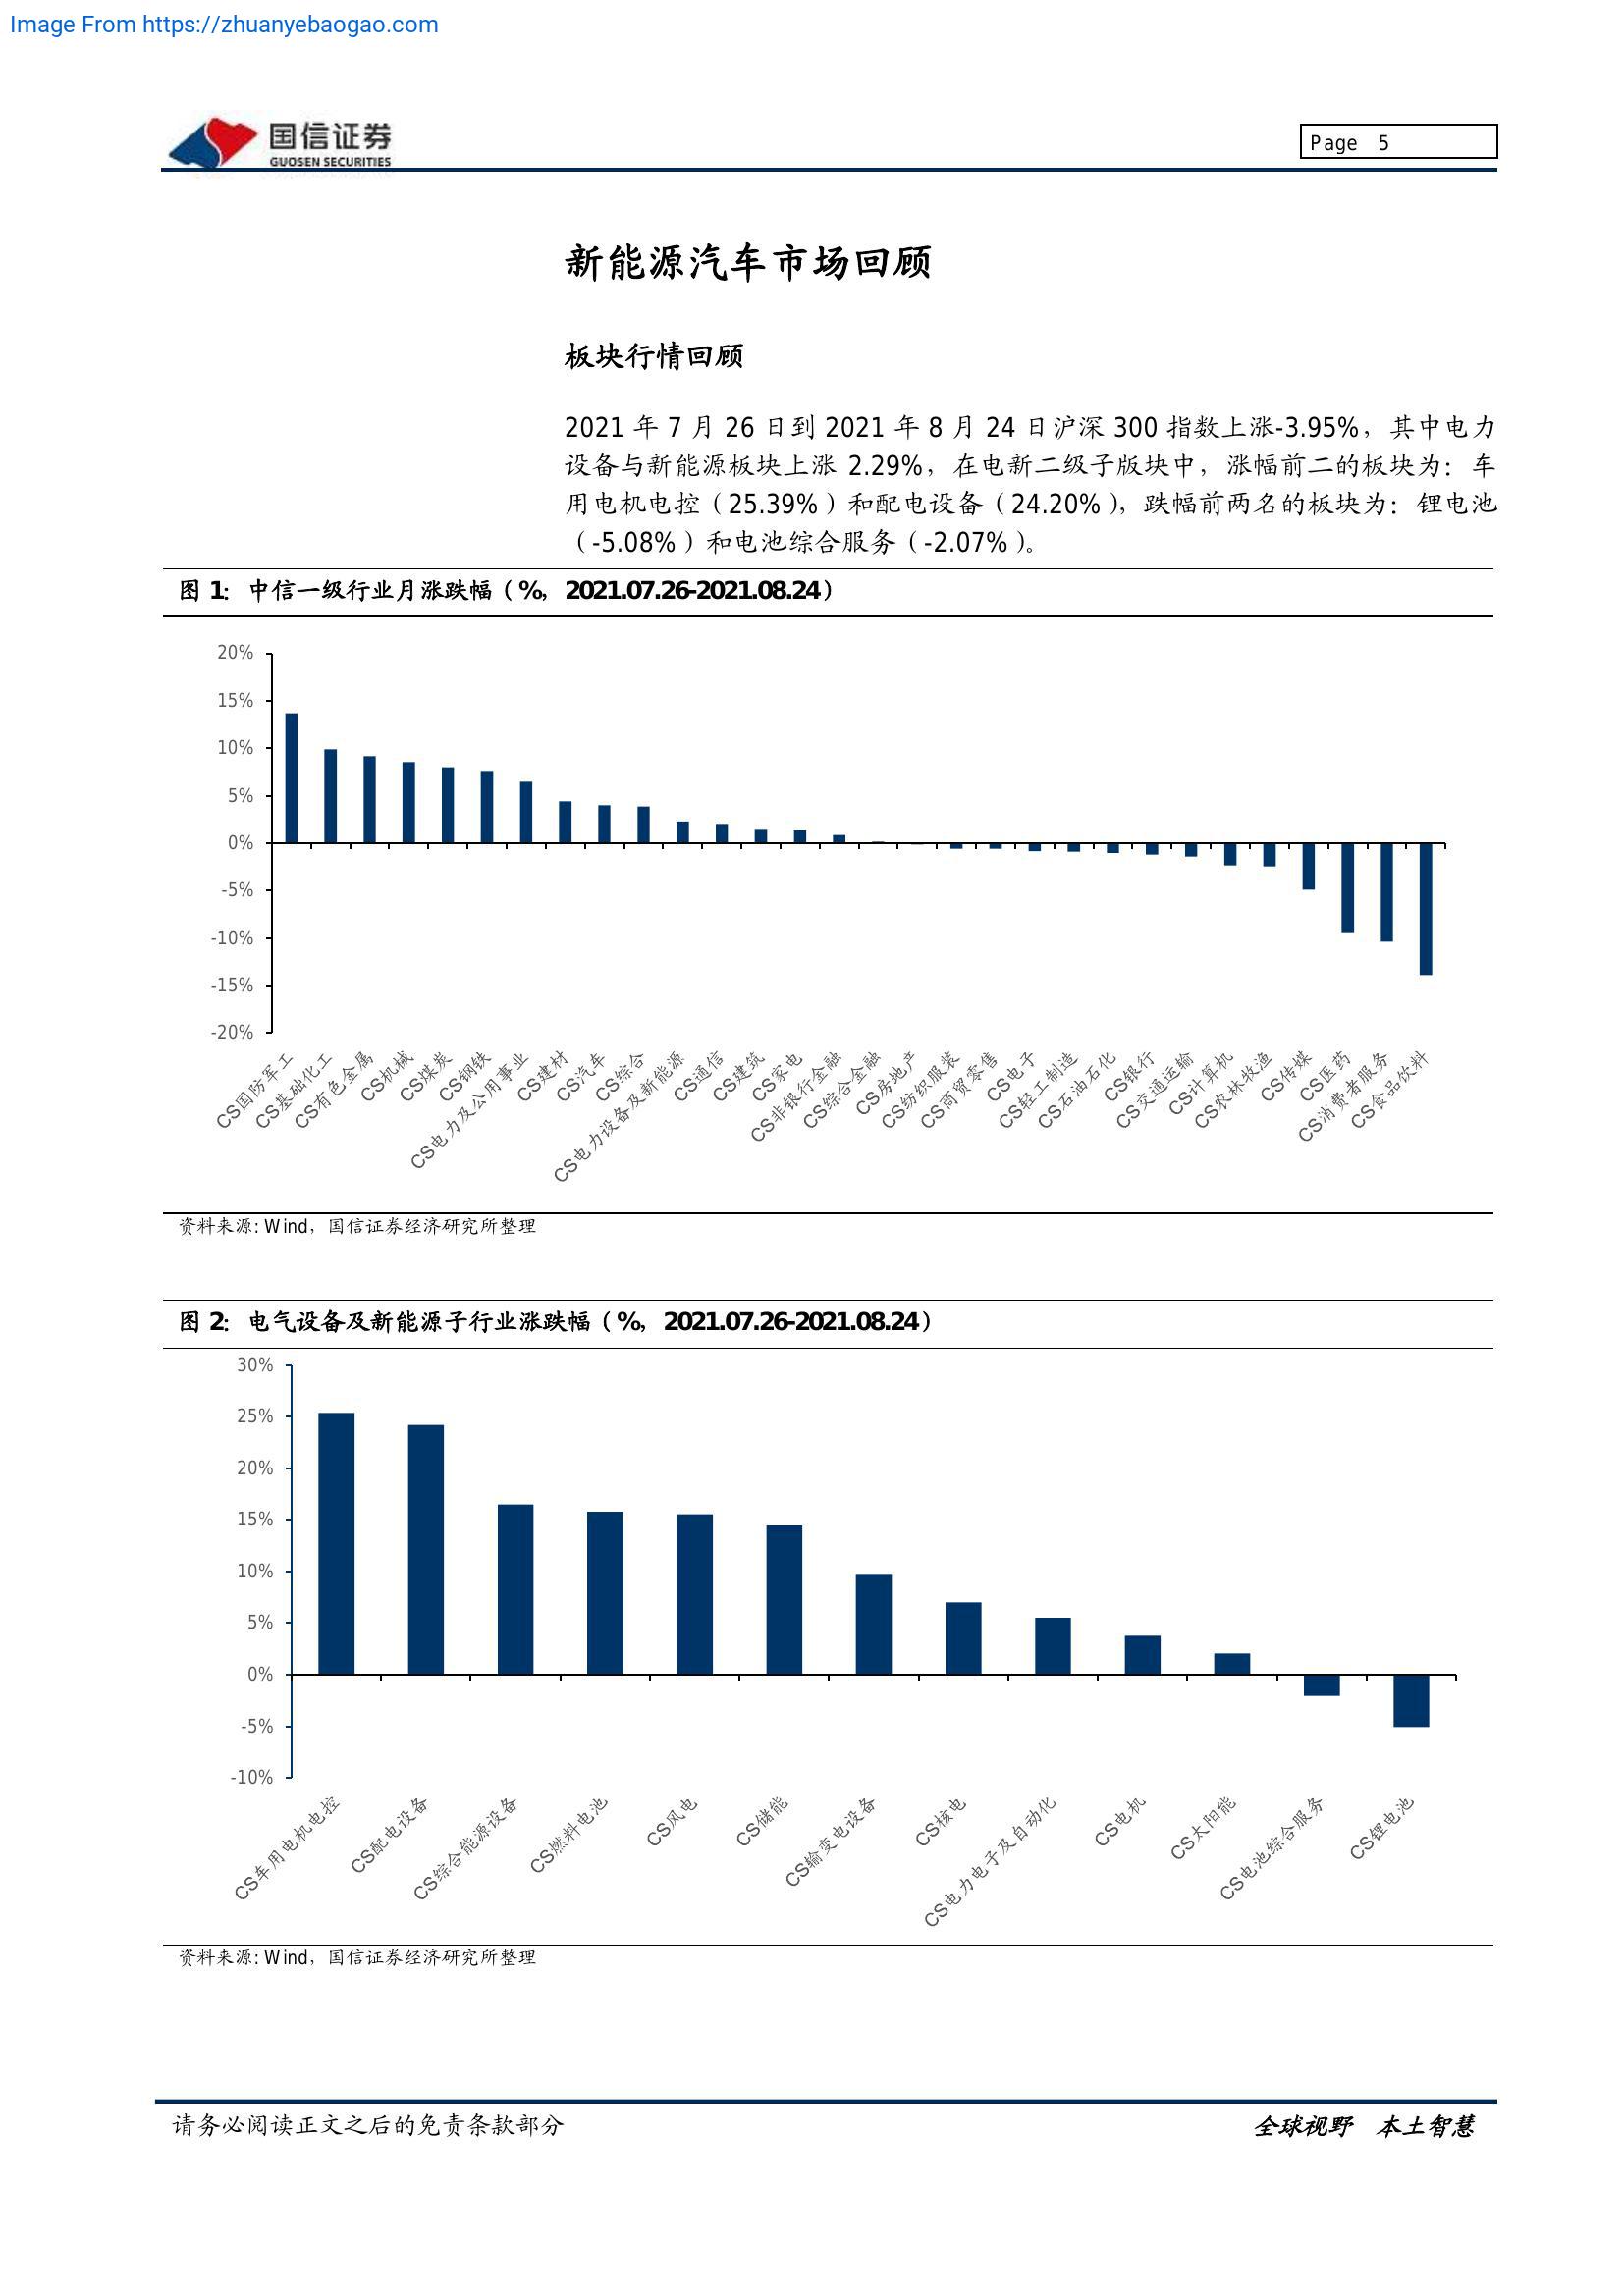 Image From https://zhuanyebaogao.com
国信证券
GUOSEN SECURITIES
Page 5
新能源汽车市场回顾
板块行情回顾
2021 年 7 月 26 日到 2021 年 8 月 24 日沪深 300 指数上涨-3.95%，其中电力
设备与新能源板块上涨 2.29%，在电新二级子版块中，涨幅前二的板块为：车
用电机电控（25.39%）和配电设备（24.20%），跌幅前两名的板块为：锂电池
（-5.08%）和电池综合服务（-2.07%）。
图 1：中信一级行业月涨跌幅（%，2021.07.26-2021.08.24）
20%
15%
10%
5%
0%
-5%
-10%
-15%
-20%
CS国防军工
CS基础化工
CS有色金属
CS机械
CS煤炭
CS钢铁
CS电力及公用事业
CS建材
CS汽车
CS综合
CS电力设备及新能源
CS通信
CS建筑
CS家电
CS非银行金融
CS综合金融
CS房地产
CS纺织服装
CS商贸零售
CS电子
CS轻工制造
CS石油石化
CS银行
CS交通运输
CS计算机
CS农林牧渔
CS传媒
CS医药
CS消费者服务
CS食品饮料
资料来源: Wind，国信证券经济研究所整理
图 2：电气设备及新能源子行业涨跌幅（%，2021.07.26-2021.08.24）
30%
25%
20%
15%
10%
5%
0%
-5%
-10%
CS车用电机电控
CS配电设备
CS综合能源设备
CS燃料电池
CS风电
CS储能
CS输变电设备
CS核电
CS电力电子及自动化
CS电机
CS太阳能
CS电池综合服务
CS锂电池
资料来源: Wind，国信证券经济研究所整理
请务必阅读正文之后的免责条款部分
全球视野 本土智慧